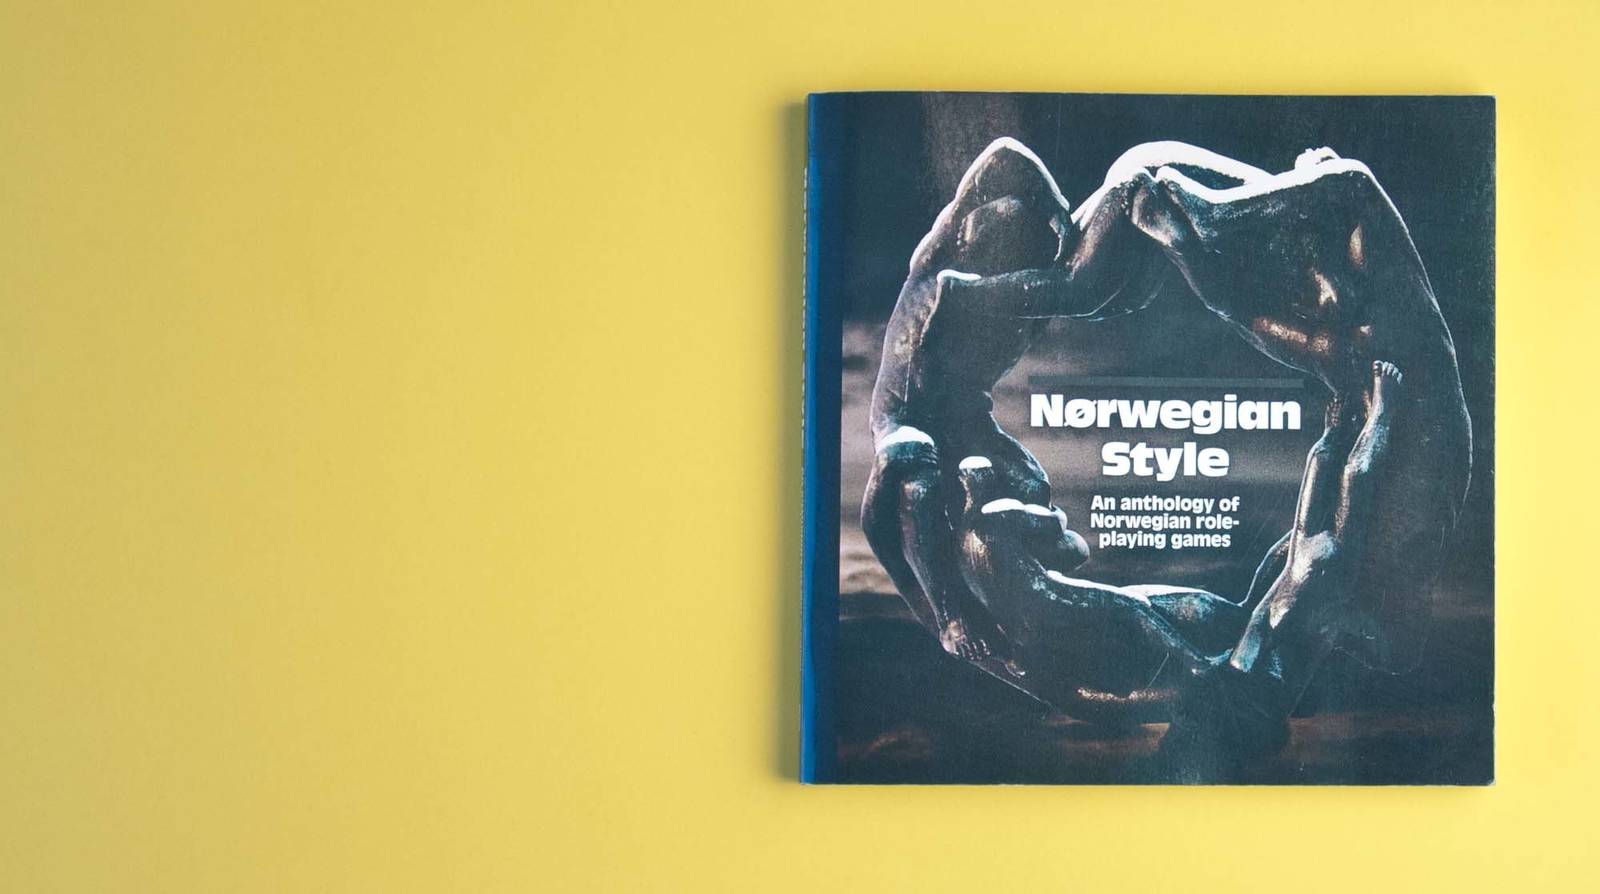 Nørwegian
Style
An anthology of
Norwegian role-
playing games